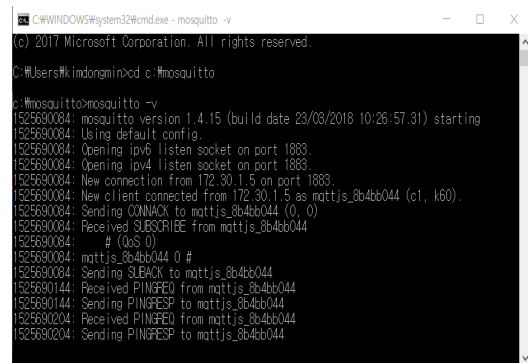 C:₩WINDOWS₩system32₩cmd.exe - mosquitto -v
(c) 2017 Microsoft Corporation. All rights reserved.
C:₩Users₩kimdongmin>cd c:₩mosquitto
c:₩mosquitto>mosquitto -v
1525690084: mosquitto version 1.4.15 (build date 23/03/2018 10:26:57.31) starting
1525690084: Using default config.
1525690084: Opening ipv6 listen socket on port 1883.
1525690084: Opening ipv4 listen socket on port 1883.
1525690084: New connection from 172.30.1.5 on port 1883.
1525690084: New client connected from 172.30.1.5 as mqttjs_8b4bb044 (c1, k60).
1525690084: Sending CONNACK to mqttjs_8b4bb044 (0, 0)
1525690084: Received SUBSCRIBE from mqttjs_8b4bb044
1525690084: # (QoS 0)
1525690084: mqttjs_8b4bb044 0 #
1525690084: Sending SUBACK to mqttjs_8b4bb044
1525690144: Received PINGREQ from mqttjs_8b4bb044
1525690144: Sending PINGRESP to mqttjs_8b4bb044
1525690204: Received PINGREQ from mqttjs_8b4bb044
1525690204: Sending PINGRESP to mqttjs_8b4bb044